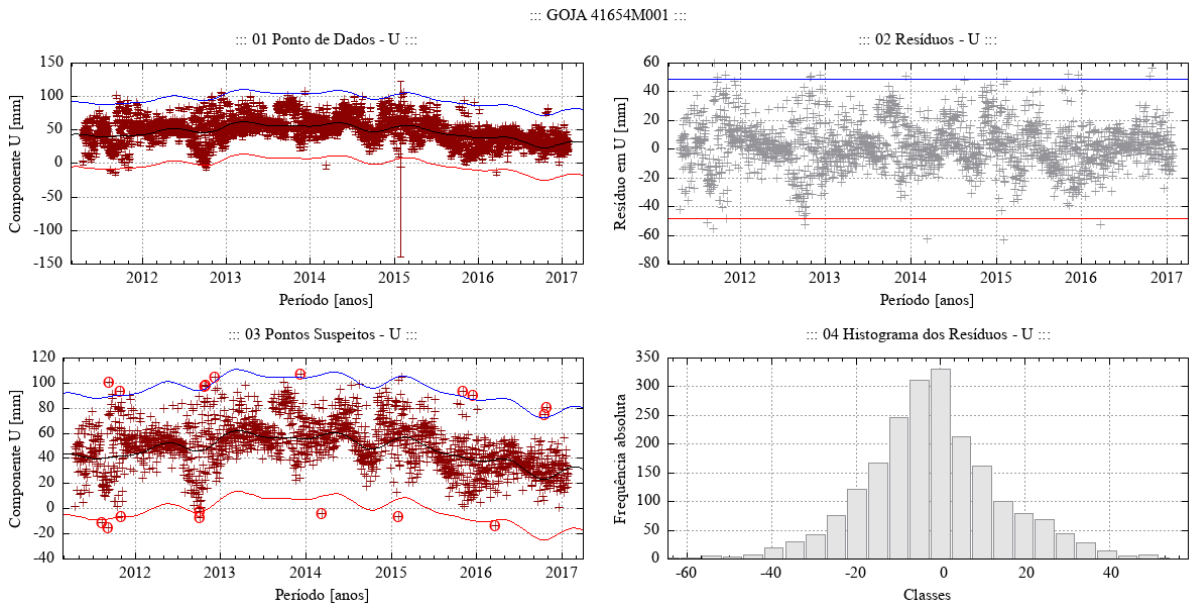 ::: GOJA 41654M001 :::
::: 01 Ponto de Dados - U :::
Componente U [mm]
150
100
50
0
-50
-100
-150
2012 2013 2014 2015 2016 2017
Período [anos]
::: 02 Resíduos - U :::
Resíduo em U [mm]
60
40
20
0
-20
-40
-60
-80
2012 2013 2014 2015 2016 2017
Período [anos]
::: 03 Pontos Suspeitos - U :::
Componente U [mm]
120
100
80
60
40
20
0
-20
-40
2012 2013 2014 2015 2016 2017
Período [anos]
::: 04 Histograma dos Resíduos - U :::
Frequência absoluta
350
300
250
200
150
100
50
0
-60 -40 -20 0 20 40
Classes